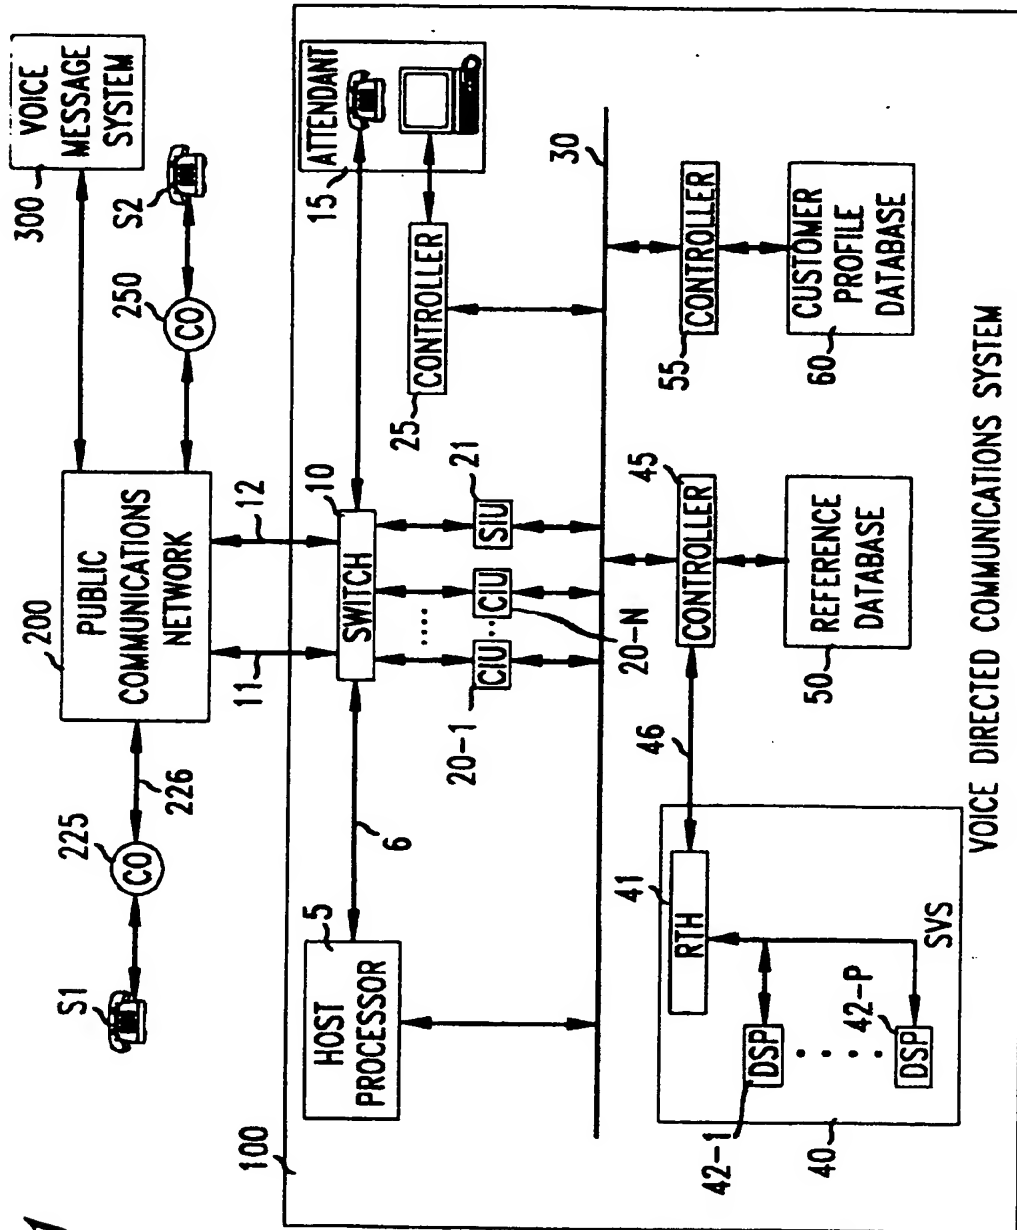 1
S1
225
CO
226
200
PUBLIC
COMMUNICATIONS
NETWORK
250
CO
S2
300
VOICE
MESSAGE
SYSTEM
100
11
12
HOST
PROCESSOR
5
6
SWITCH
10
15
ATTENDANT
25
CONTROLLER
20-1
CIU
CIU
20-N
SIU
21
30
41
RTH
46
CONTROLLER
45
55
CONTROLLER
42-1
DSP
42-P
DSP
SVS
40
50
REFERENCE
DATABASE
60
CUSTOMER
PROFILE
DATABASE
VOICE DIRECTED COMMUNICATIONS SYSTEM